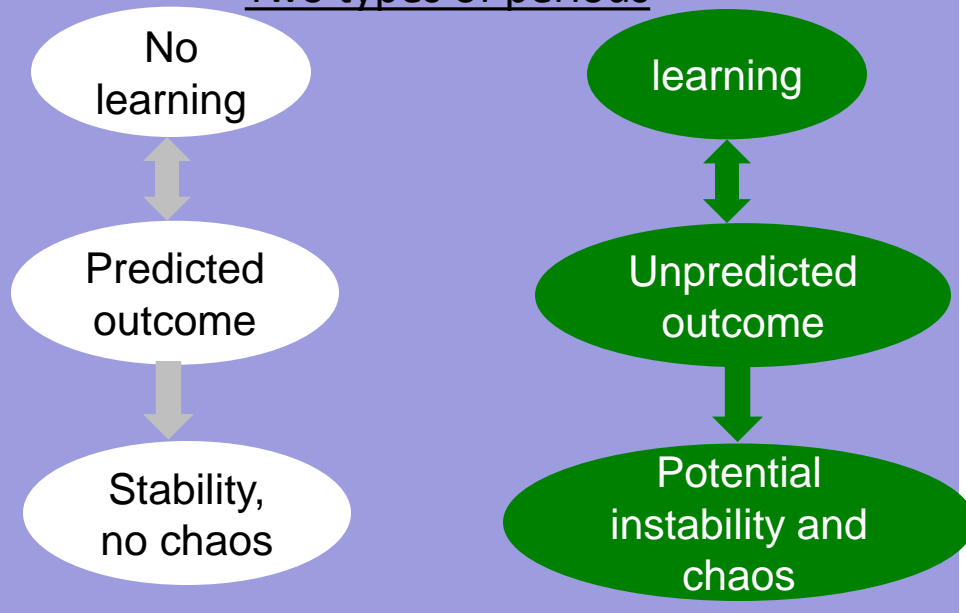 Two types of periods
No
learning
Predicted
outcome
Stability,
no chaos
learning
Unpredicted
outcome
Potential
instability and
chaos